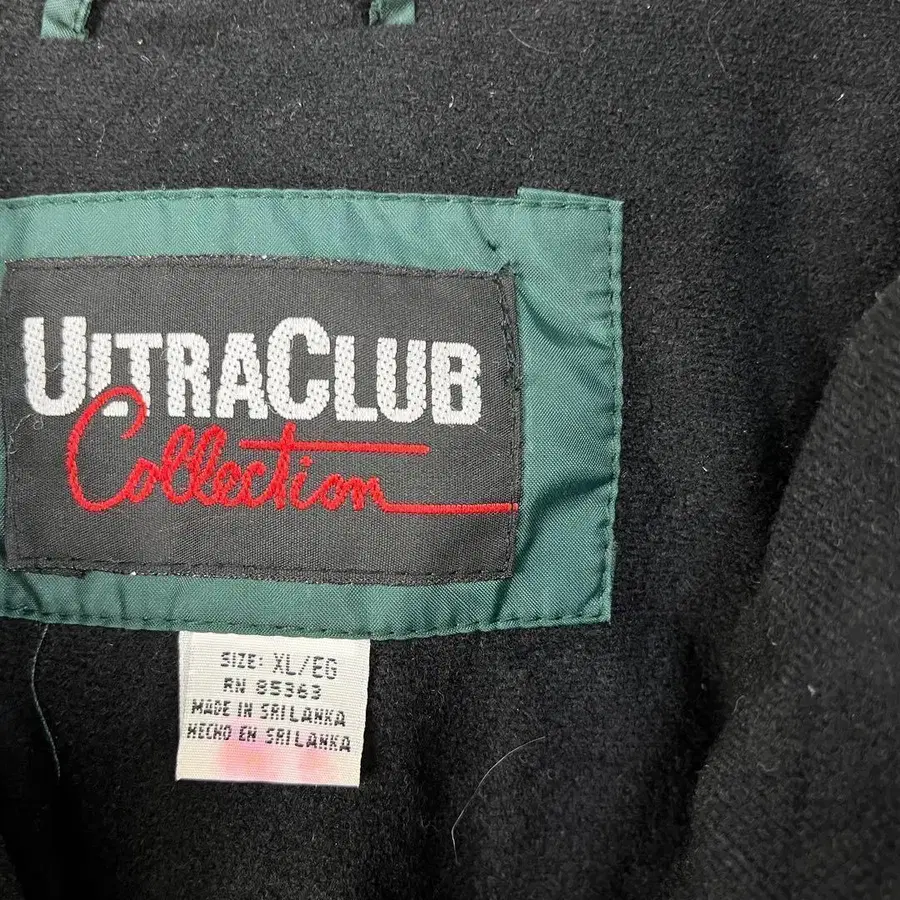 ULTRACLUB
Collection
SIZE: XL/EG
RN 85363
MADE IN SRI LANKA
HECHO EN SRI LANKA